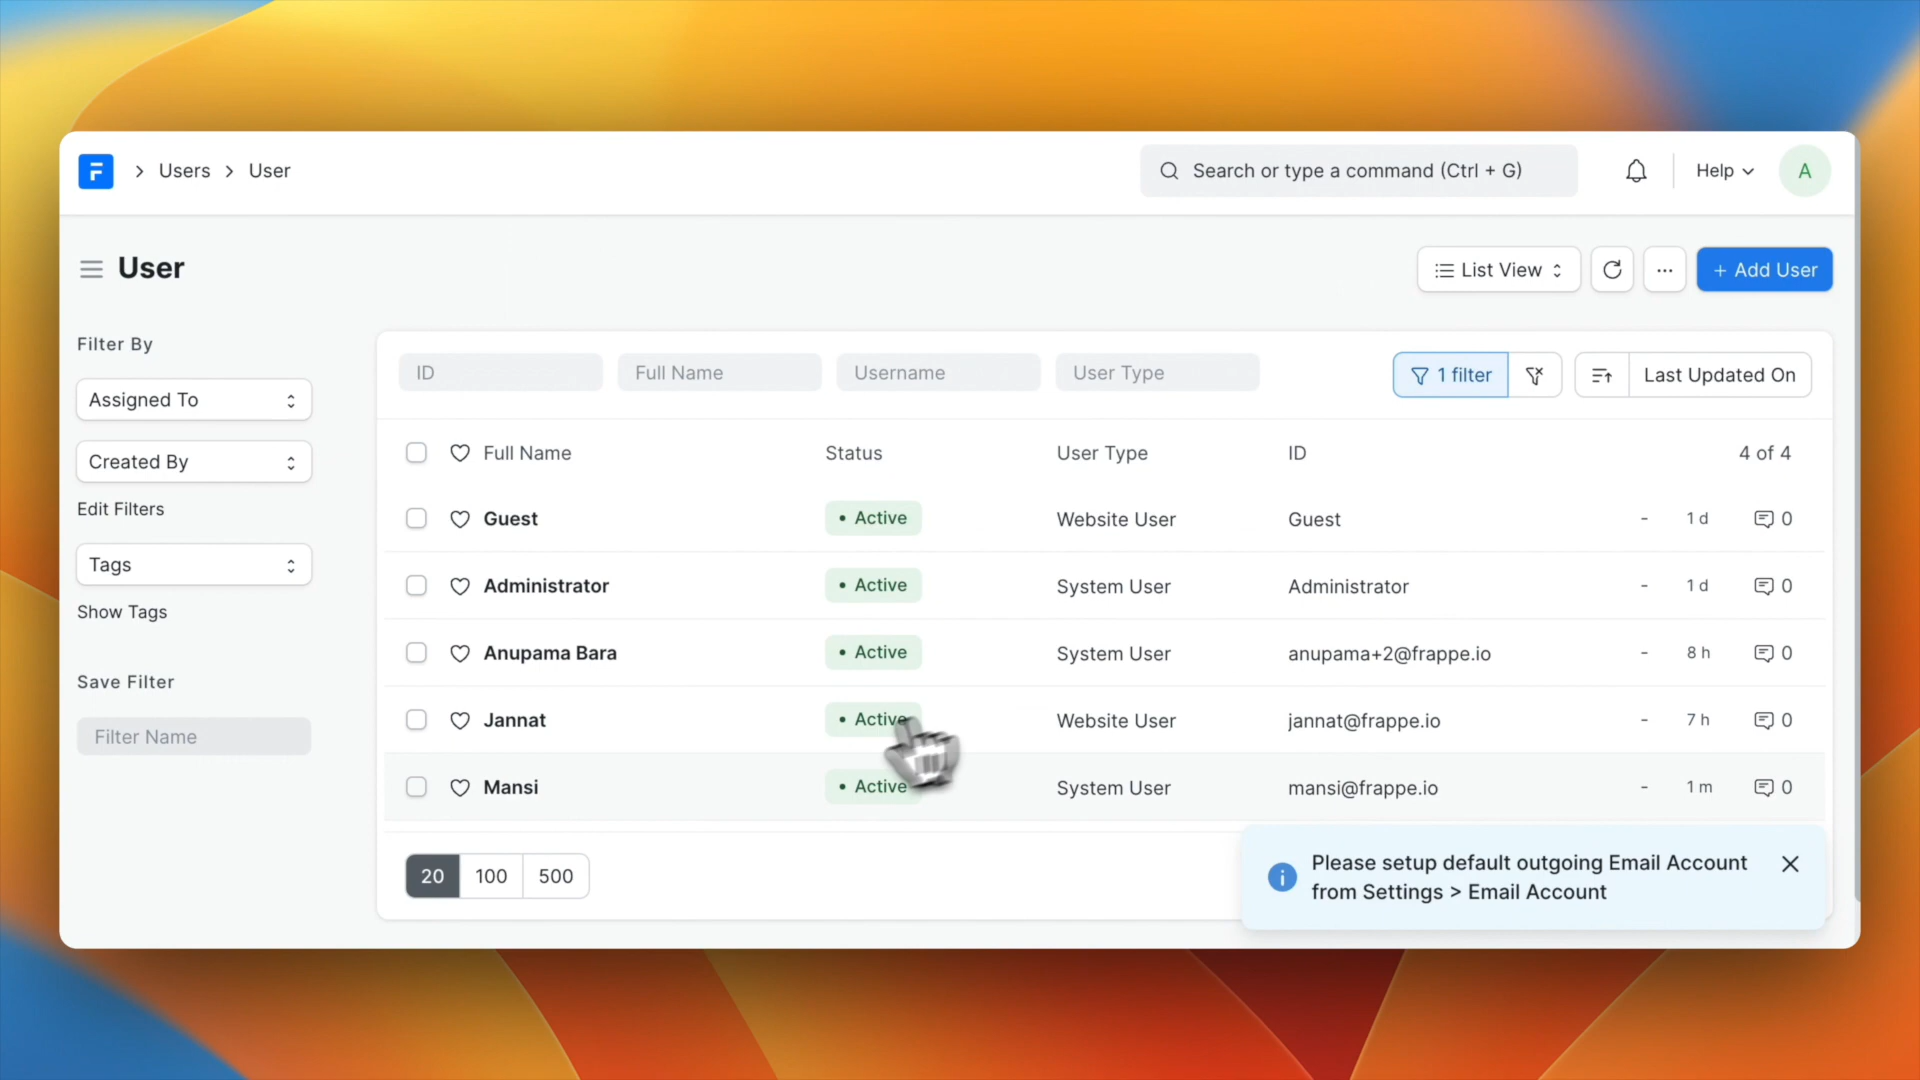 Users
User
Search or type a command (Ctrl + G)
Help
A
User
List View
+ Add User
Filter By
Assigned To
Created By
Edit Filters
Tags
Show Tags
Save Filter
Filter Name
ID
Full Name
Username
User Type
1 filter
Last Updated On
Full Name Status User Type ID 4 of 4
Guest • Active Website User Guest - 1 d 0
Administrator • Active System User Administrator - 1 d 0
Anupama Bara • Active System User anupama+2@frappe.io - 8 h 0
Jannat • Active Website User jannat@frappe.io - 7 h 0
Mansi • Active System User mansi@frappe.io - 1 m 0
20 100 500
Please setup default outgoing Email Account
from Settings > Email Account